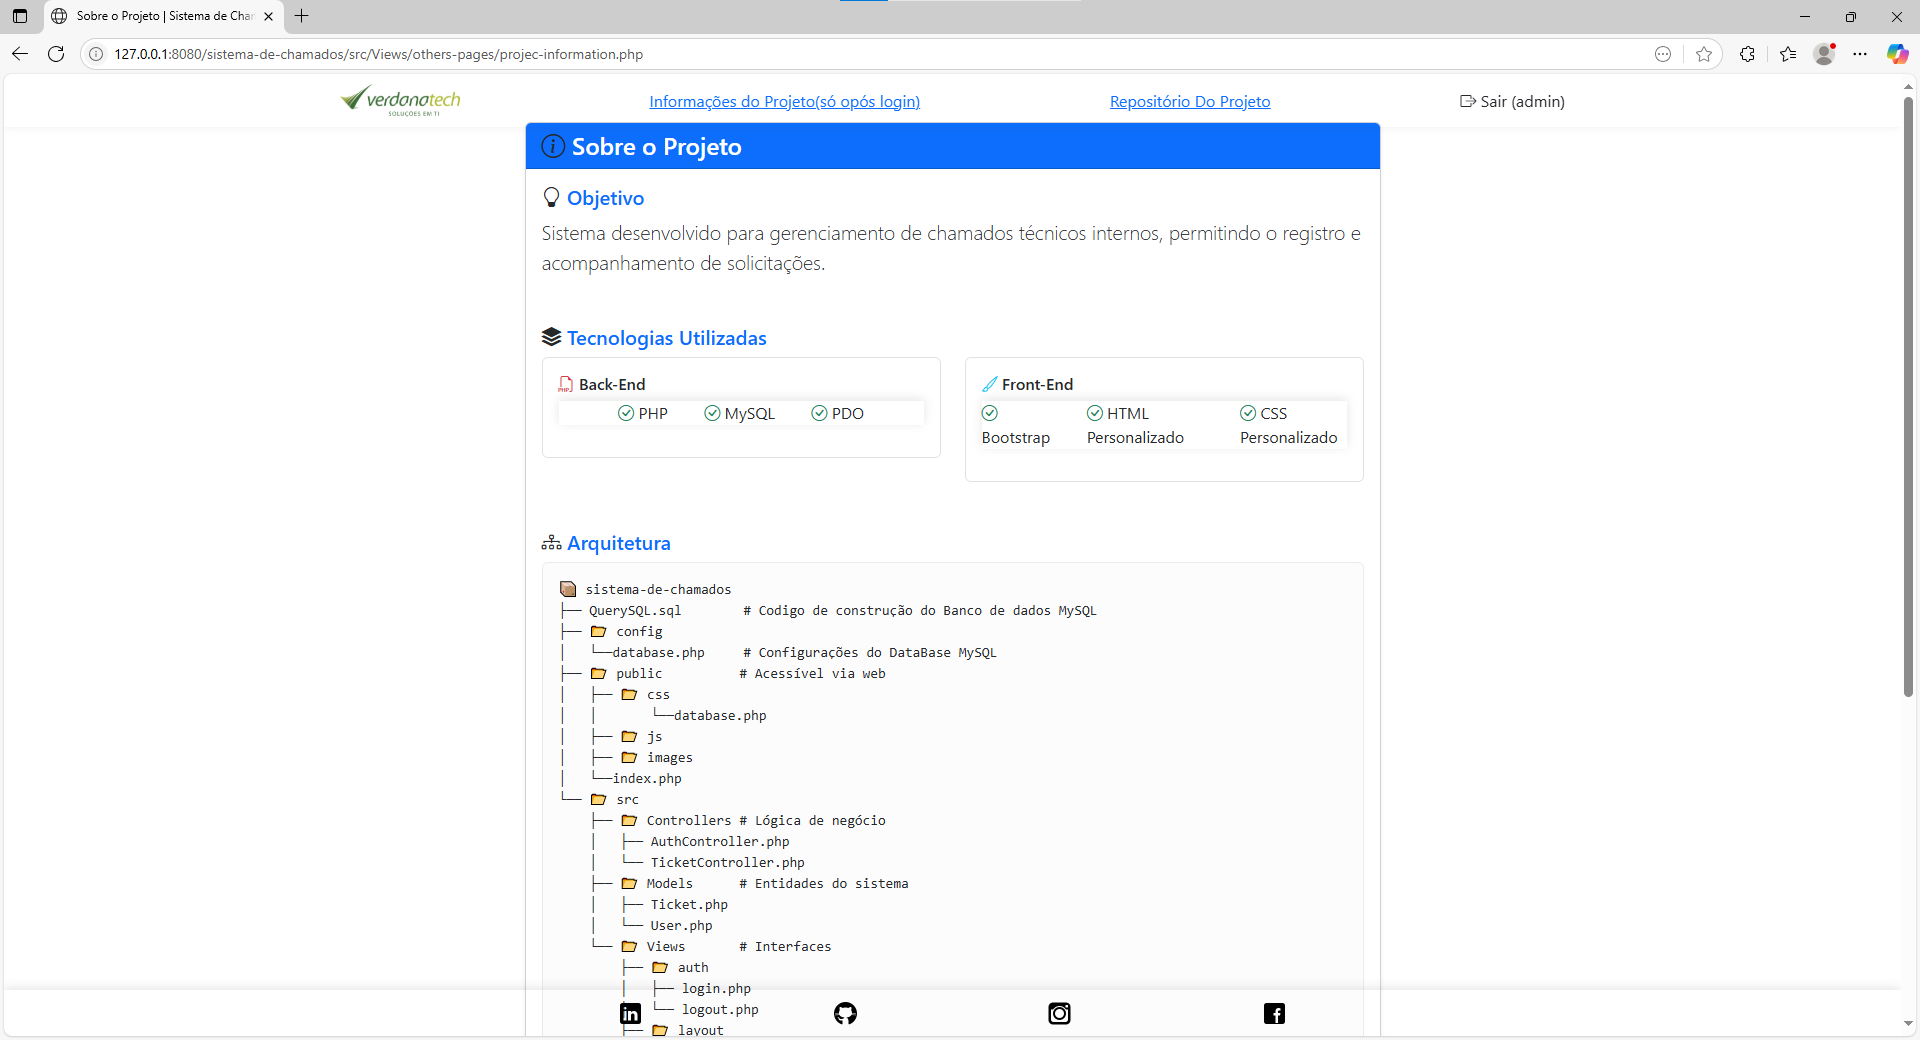 Sobre o Projeto | Sistema de Char
127.0.0.1:8080/sistema-de-chamados/src/Views/others-pages/projec-information.php
verdanatech
SOLUÇÕES EM TI
Informações do Projeto(só opós login)
Repositório Do Projeto
Sair (admin)
Sobre o Projeto
Objetivo
Sistema desenvolvido para gerenciamento de chamados técnicos internos, permitindo o registro e
acompanhamento de solicitações.
Tecnologias Utilizadas
Back-End
PHP MySQL PDO
Front-End
Bootstrap
HTML
Personalizado
CSS
Personalizado
Arquitetura
sistema-de-chamados
├── QuerySQL.sql # Codigo de construção do Banco de dados MySQL
├── config
│ └──database.php # Configurações do DataBase MySQL
├── public # Acessível via web
│ ├── css
│ │ └──database.php
│ ├── js
│ ├── images
│ └──index.php
└── src
├── Controllers # Lógica de negócio
│ ├── AuthController.php
│ └── TicketController.php
├── Models # Entidades do sistema
│ ├── Ticket.php
│ └── User.php
└── Views # Interfaces
├── auth
│ ├── login.php
│ └── logout.php
├── layout